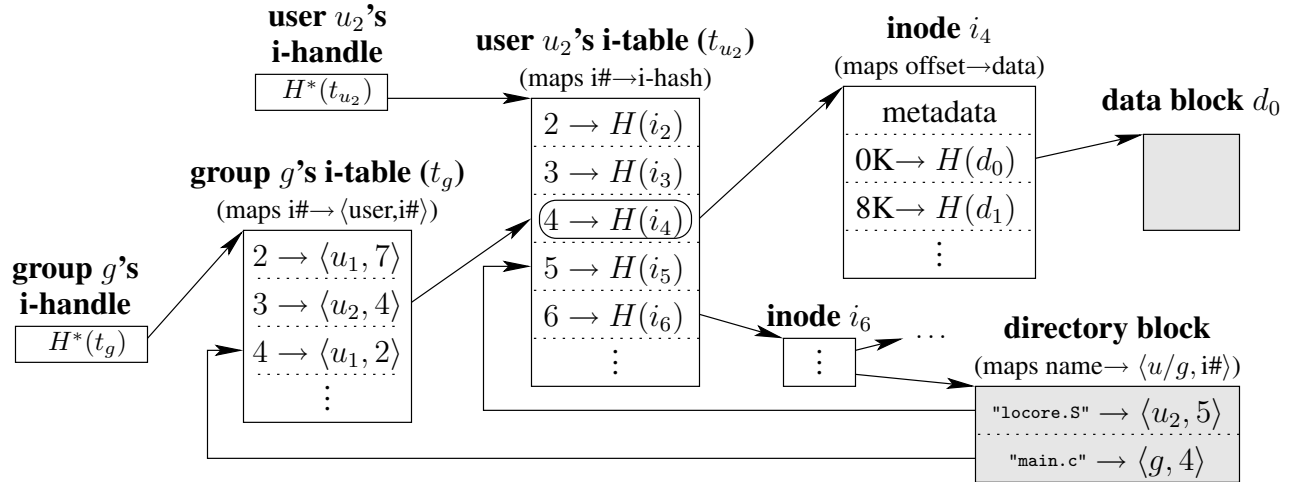 user u₂'s
i-handle
H*(t_{u₂})
user u₂'s i-table (t_{u₂})
(maps i#→i-hash)
2 → H(i₂)
3 → H(i₃)
4 → H(i₄)
5 → H(i₅)
6 → H(i₆)
⋮
inode i₄
(maps offset→data)
metadata
0K→ H(d₀)
8K→ H(d₁)
⋮
data block d₀
group g's i-table (t_g)
(maps i#→⟨user,i#⟩)
2 → ⟨u₁, 7⟩
3 → ⟨u₂, 4⟩
4 → ⟨u₁, 2⟩
⋮
group g's
i-handle
H*(t_g)
inode i₆
⋮
...
directory block
(maps name→ ⟨u/g, i#⟩)
"locore.S" → ⟨u₂, 5⟩
"main.c" → ⟨g, 4⟩